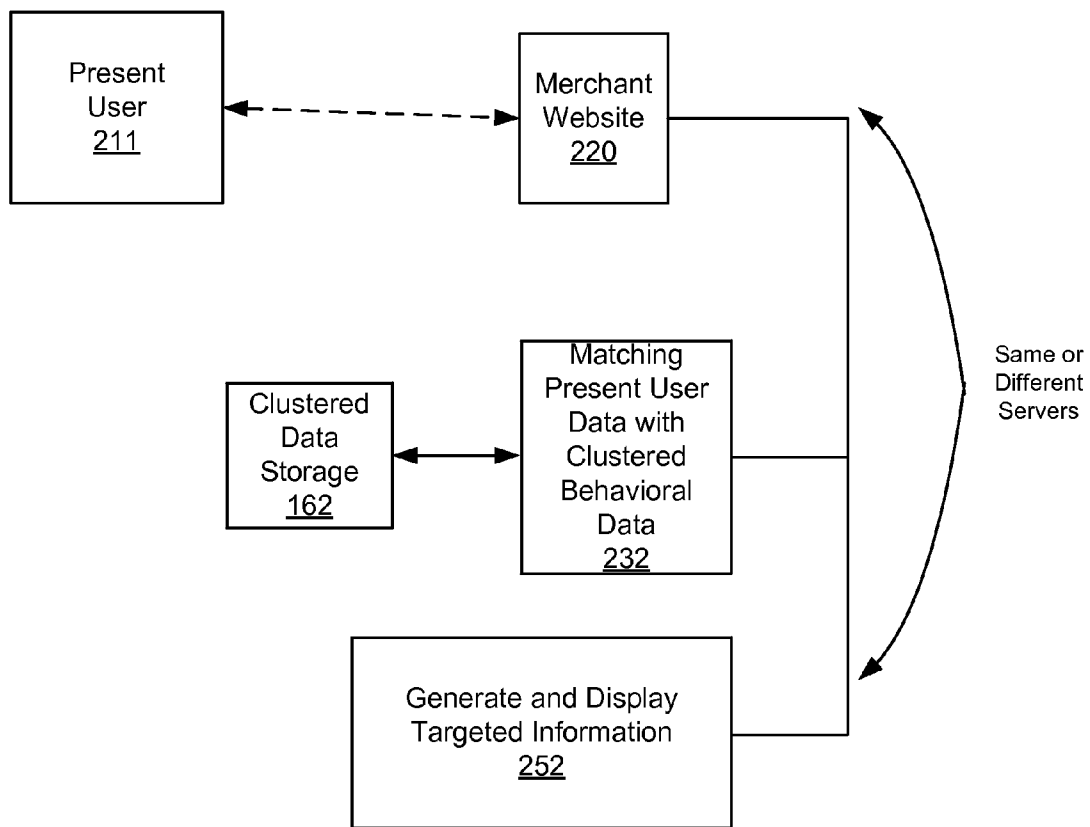 Present
User
211
Merchant
Website
220
Same or
Different
Servers
Clustered
Data
Storage
162
Matching
Present User
Data with
Clustered
Behavioral
Data
232
Generate and Display
Targeted Information
252